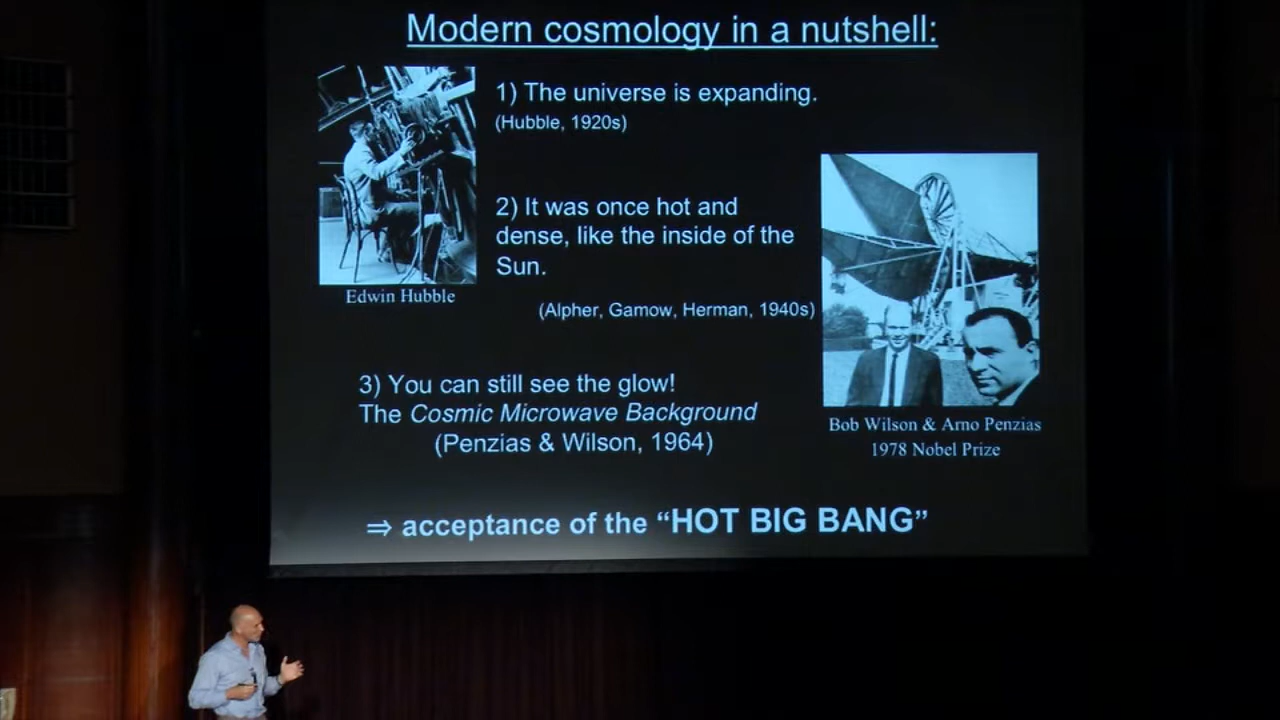 Modern cosmology in a nutshell:
1) The universe is expanding.
(Hubble, 1920s)
Edwin Hubble
2) It was once hot and
dense, like the inside of the
Sun.
(Alpher, Gamow, Herman, 1940s)
3) You can still see the glow!
The Cosmic Microwave Background
(Penzias & Wilson, 1964)
Bob Wilson & Arno Penzias
1978 Nobel Prize
⇒ acceptance of the “HOT BIG BANG”